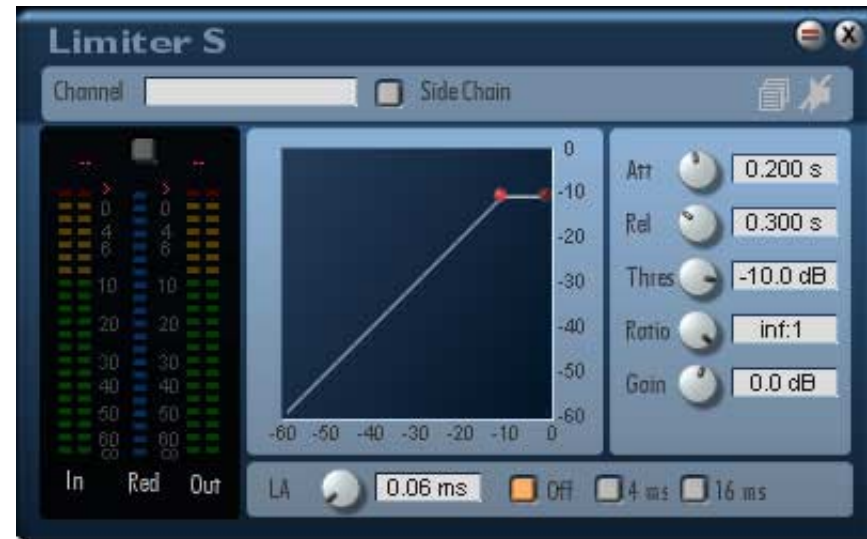 Limiter S
Channel
Side Chain
-- --
> >
0 0
4 4
6 6
10 10
20 20
30 30
40 40
50 50
60 60
∞ ∞
In Red Out
0
-10
-20
-30
-40
-50
-60
-60 -50 -40 -30 -20 -10 0
Att 0.200 s
Rel 0.300 s
Thres -10.0 dB
Ratio inf:1
Gain 0.0 dB
LA 0.06 ms Off 4 ms 16 ms